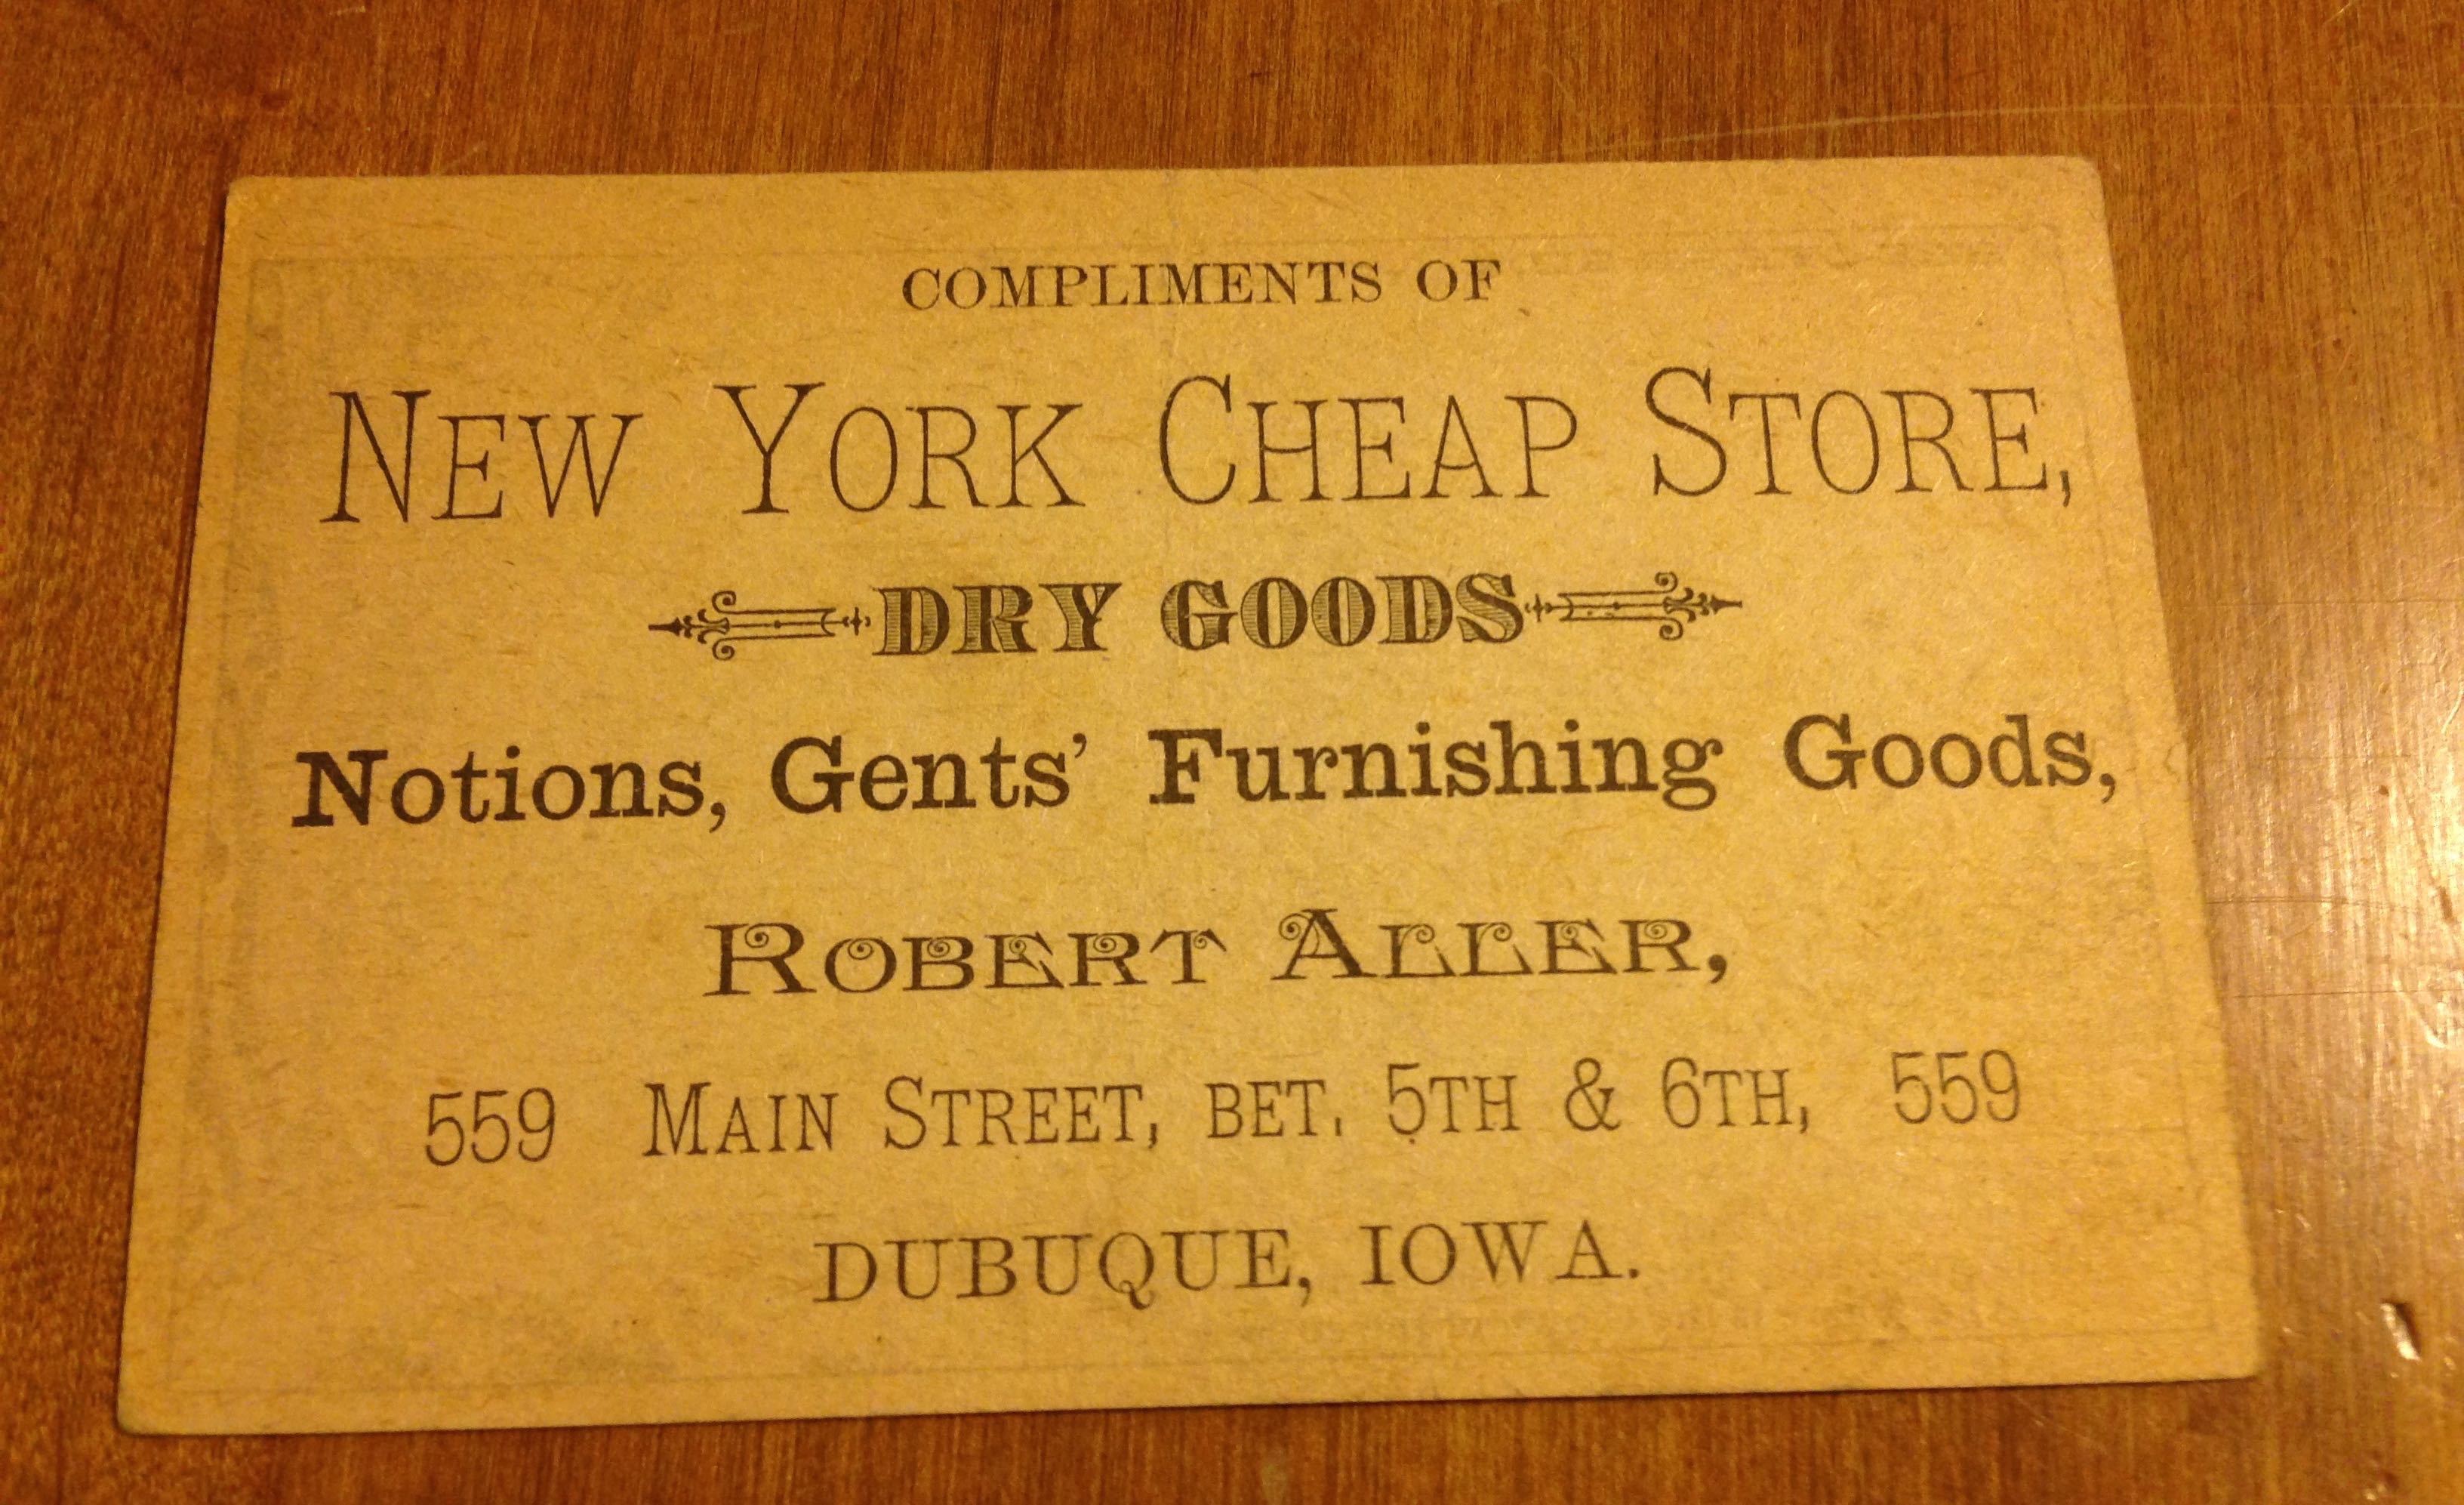 COMPLIMENTS OF
NEW YORK CHEAP STORE,
DRY GOODS
Notions, Gents' Furnishing Goods,
ROBERT ALLER,
559 MAIN STREET, BET. 5TH & 6TH, 559
DUBUQUE, IOWA.